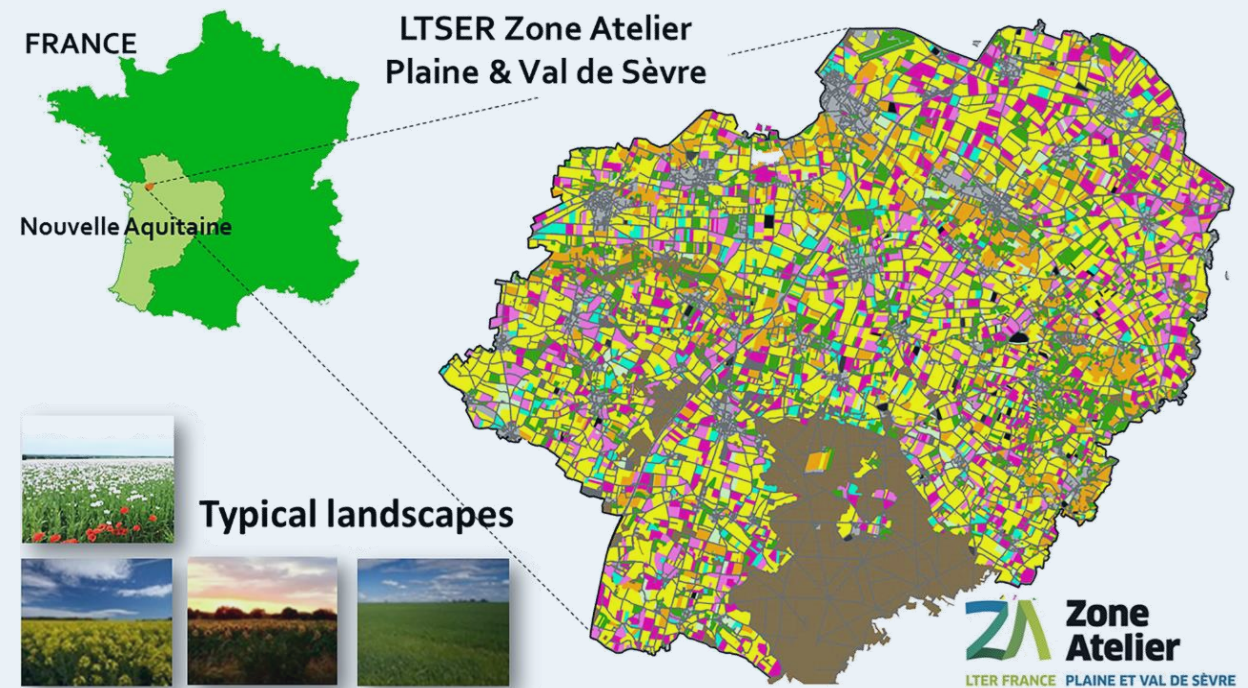 FRANCE
LTSER Zone Atelier
Plaine & Val de Sèvre
Nouvelle Aquitaine
Typical landscapes
ZA
Zone
Atelier
LTER FRANCE PLAINE ET VAL DE SÈVRE